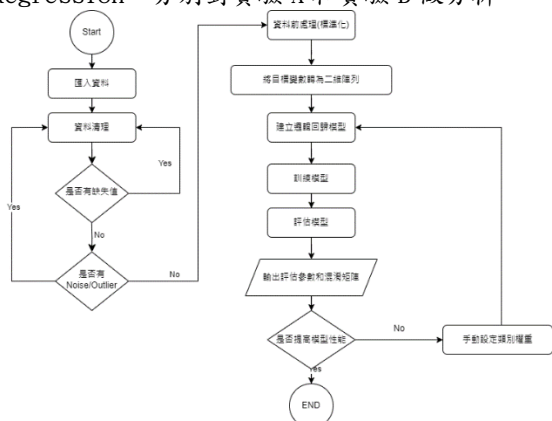 Regression 分別對實驗 A 和 實驗 B 做分析
Start
匯入資料
資料清理
Yes
是否有缺失值
Yes
No
是否有
Noise/Outlier
No
資料前處理(標準化)
將目標變數轉為二維陣列
建立邏輯回歸模型
訓練模型
評估模型
輸出評估參數和混淆矩陣
是否提高模型性能
No
手動設定類別權重
Yes
END